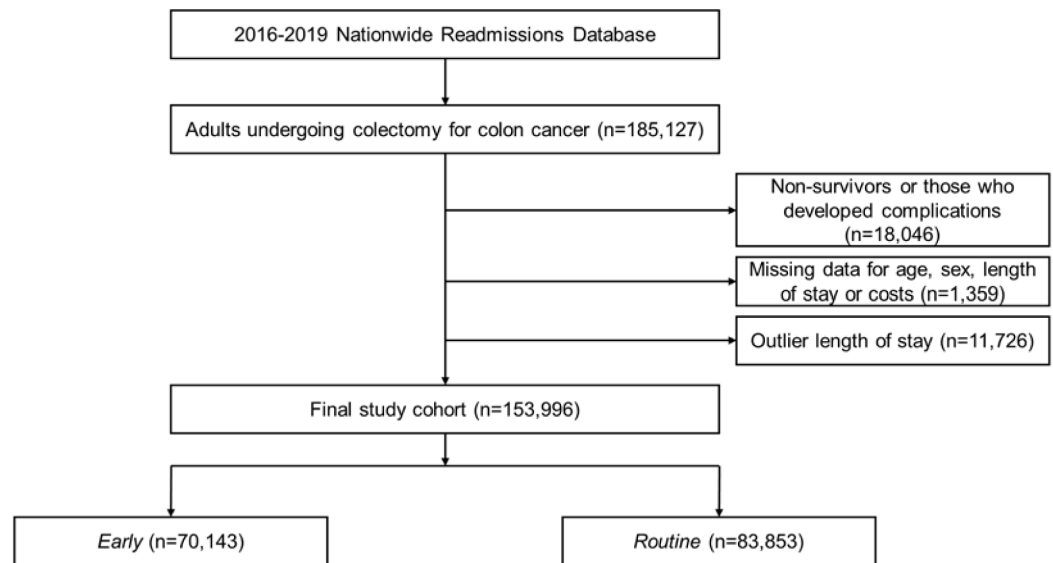 2016-2019 Nationwide Readmissions Database
Adults undergoing colectomy for colon cancer (n=185,127)
Non-survivors or those who
developed complications
(n=18,046)
Missing data for age, sex, length
of stay or costs (n=1,359)
Outlier length of stay (n=11,726)
Final study cohort (n=153,996)
Early (n=70,143)
Routine (n=83,853)